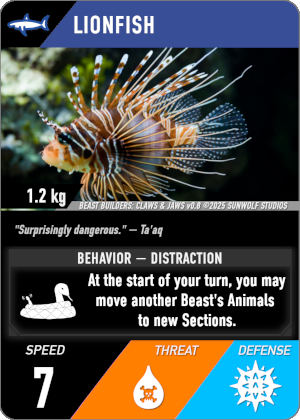 LIONFISH
1.2 kg
BEAST BUILDERS: CLAWS & JAWS v0.8 ©2025 SUNWOLF STUDIOS
"Surprisingly dangerous." — Ta'aq
BEHAVIOR — DISTRACTION
At the start of your turn, you may
move another Beast's Animals
to new Sections.
SPEED THREAT DEFENSE
7